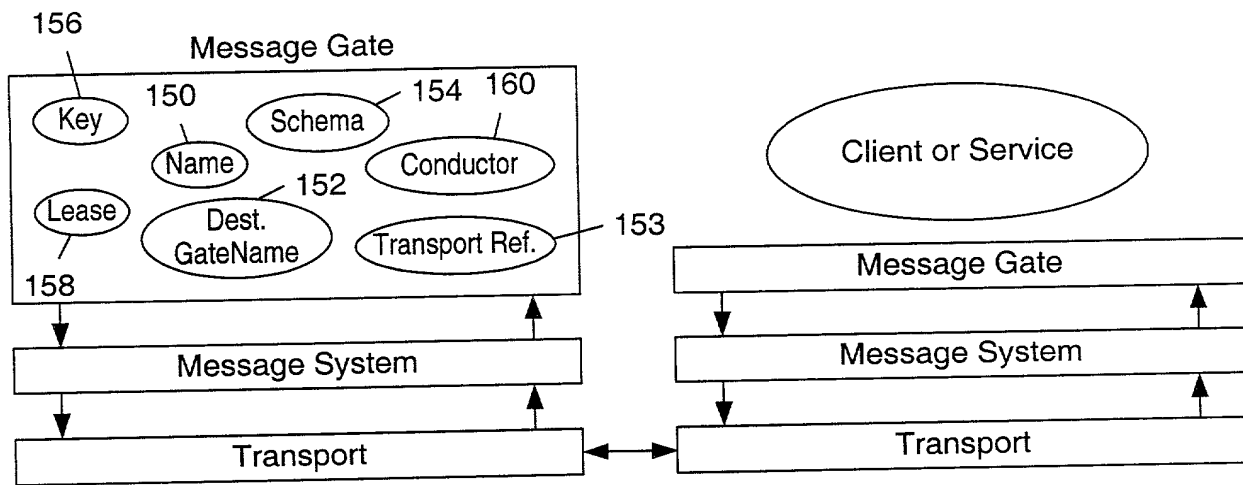 156
Message Gate
150
154
160
Key
Schema
Name
Conductor
Client or Service
152
Lease
Dest.
GateName
Transport Ref.
153
158
Message Gate
Message System
Message System
Transport
Transport